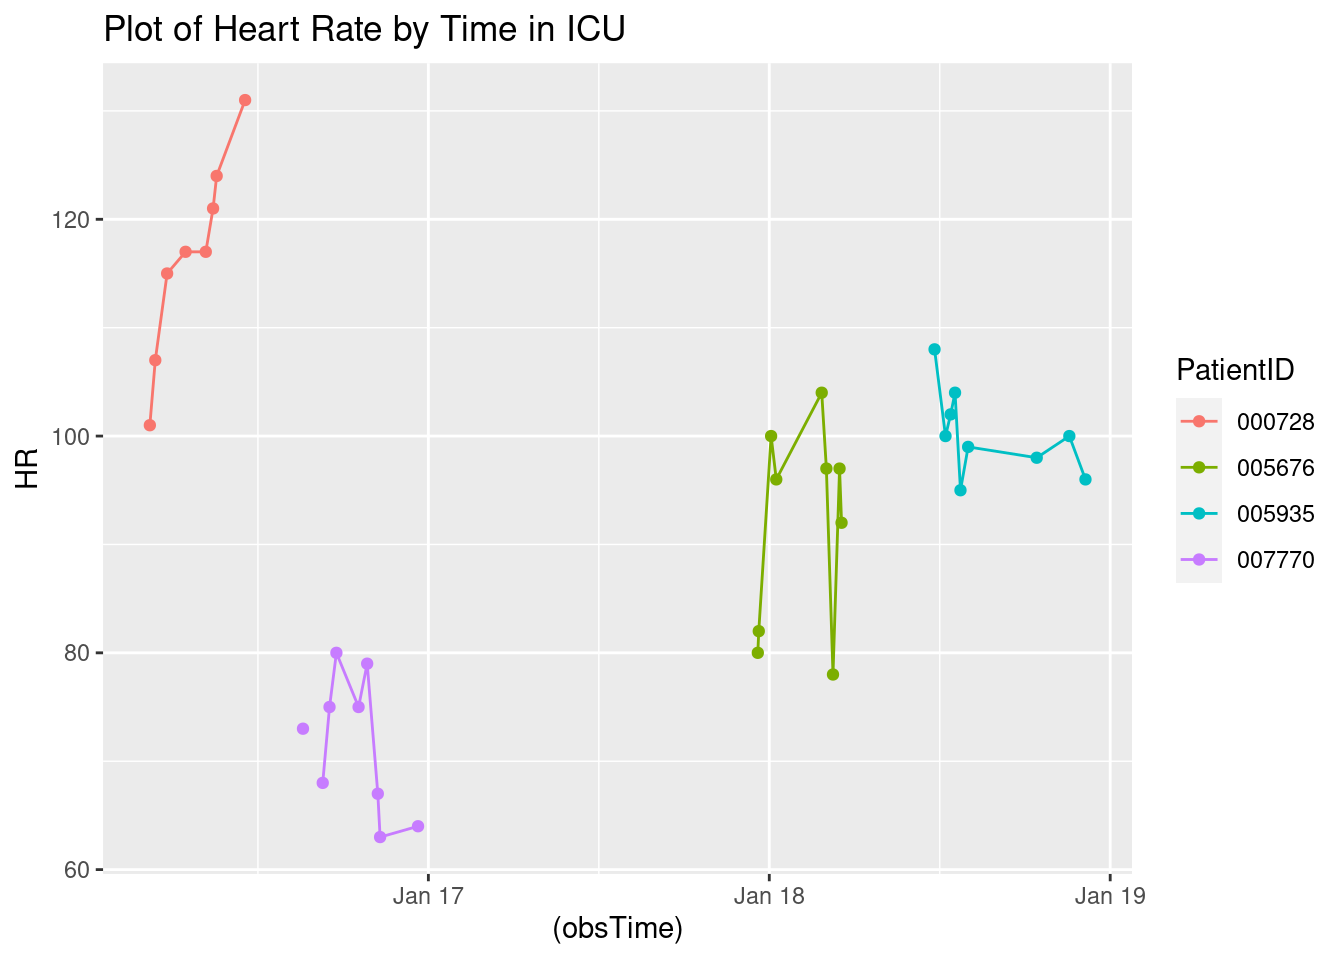 Plot of Heart Rate by Time in ICU
120
100
80
60
HR
Jan 17
Jan 18
Jan 19
(obsTime)
PatientID
000728
005676
005935
007770